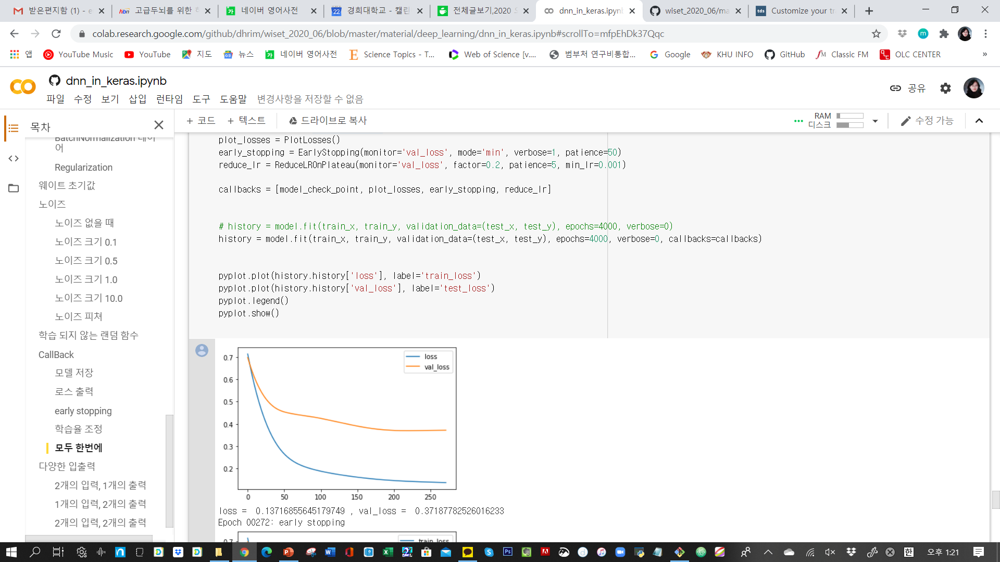 받은편지함 (1) - e
hbn 고급두뇌를 위한 ㅎ
네이버 영어사전
22 경희대학교 - 캘린
전체글보기,2020 S
dnn_in_keras.ipynb
wiset_2020_06/ma
tds Customize your tr
colab.research.google.com/github/dhrim/wiset_2020_06/blob/master/material/deep_learning/dnn_in_keras.ipynb#scrollTo=mfpEhDk37Qqc
앱 YouTube Music YouTube 지도 뉴스 네이버 영어사전 Science Topics - T... Web of Science [v.... 범부처 연구비통합... Google KHU INFO GitHub Classic FM OLC CENTER »
dnn_in_keras.ipynb
파일 수정 보기 삽입 런타임 도구 도움말 변경사항을 저장할 수 없음
공유
+ 코드 + 텍스트 드라이브로 복사
RAM
디스크
수정 가능
목차
BatchNormalization 레이
어
Regularization
웨이트 초기값
노이즈
노이즈 없을 때
노이즈 크기 0.1
노이즈 크기 0.5
노이즈 크기 1.0
노이즈 크기 10.0
노이즈 피쳐
학습 되지 않는 랜덤 함수
CallBack
모델 저장
로스 출력
early stopping
학습율 조정
모두 한번에
다양한 입출력
2개의 입력, 1개의 출력
1개의 입력, 2개의 출력
2개의 입력, 2개의 출력
plot_losses = PlotLosses()
early_stopping = EarlyStopping(monitor='val_loss', mode='min', verbose=1, patience=50)
reduce_lr = ReduceLROnPlateau(monitor='val_loss', factor=0.2, patience=5, min_lr=0.001)
callbacks = [model_check_point, plot_losses, early_stopping, reduce_lr]
# history = model.fit(train_x, train_y, validation_data=(test_x, test_y), epochs=4000, verbose=0)
history = model.fit(train_x, train_y, validation_data=(test_x, test_y), epochs=4000, verbose=0, callbacks=callbacks)
pyplot.plot(history.history['loss'], label='train_loss')
pyplot.plot(history.history['val_loss'], label='test_loss')
pyplot.legend()
pyplot.show()
loss
val_loss
0.7
0.6
0.5
0.4
0.3
0.2
0 50 100 150 200 250
loss = 0.13716855645179749 , val_loss = 0.37187782526016233
Epoch 00272: early stopping
0.7
train_loss
한 오후 1:21